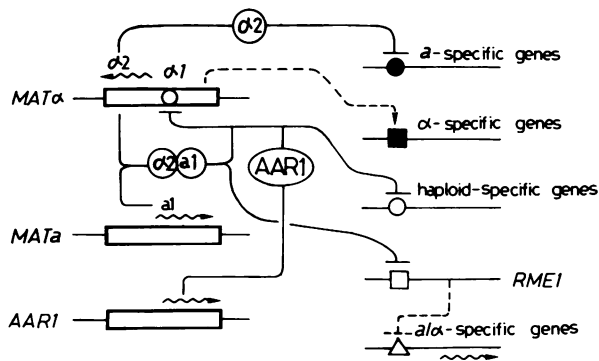 α2
a-specific genes
α2 α1
MATα
α-specific genes
α2 a1 AAR1
haploid-specific genes
a1
MATa
RME1
AAR1
a/α-specific genes